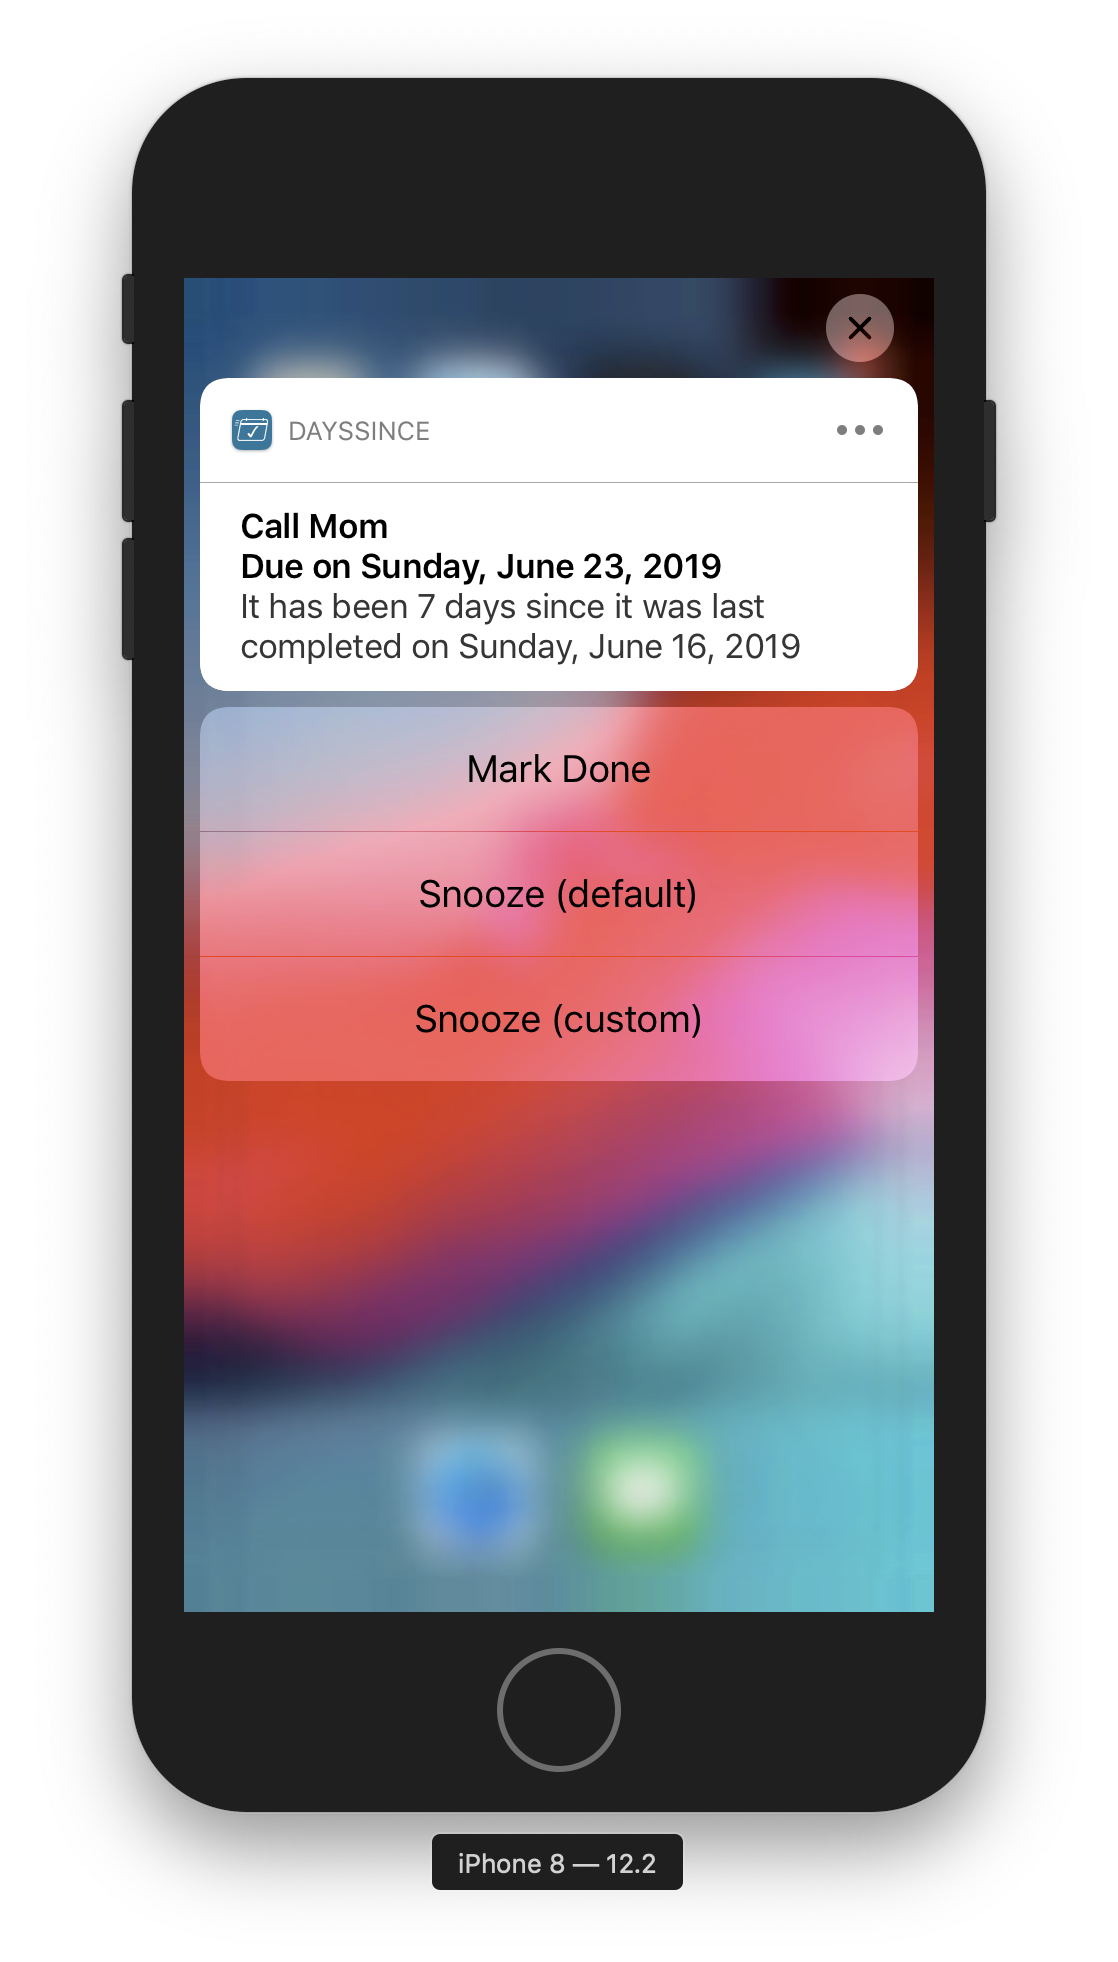 DAYSSINCE
Call Mom
Due on Sunday, June 23, 2019
It has been 7 days since it was last
completed on Sunday, June 16, 2019
Mark Done
Snooze (default)
Snooze (custom)
iPhone 8 — 12.2